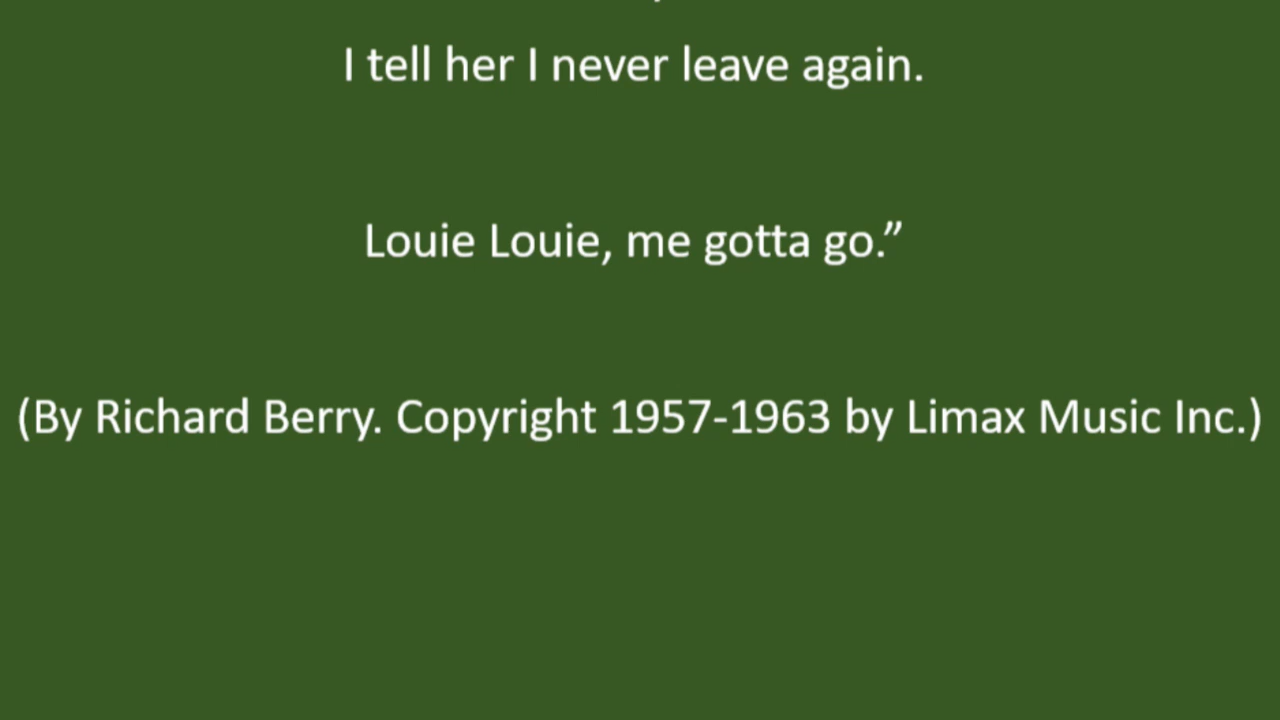 I tell her I never leave again.
Louie Louie, me gotta go.”
(By Richard Berry. Copyright 1957-1963 by Limax Music Inc.)